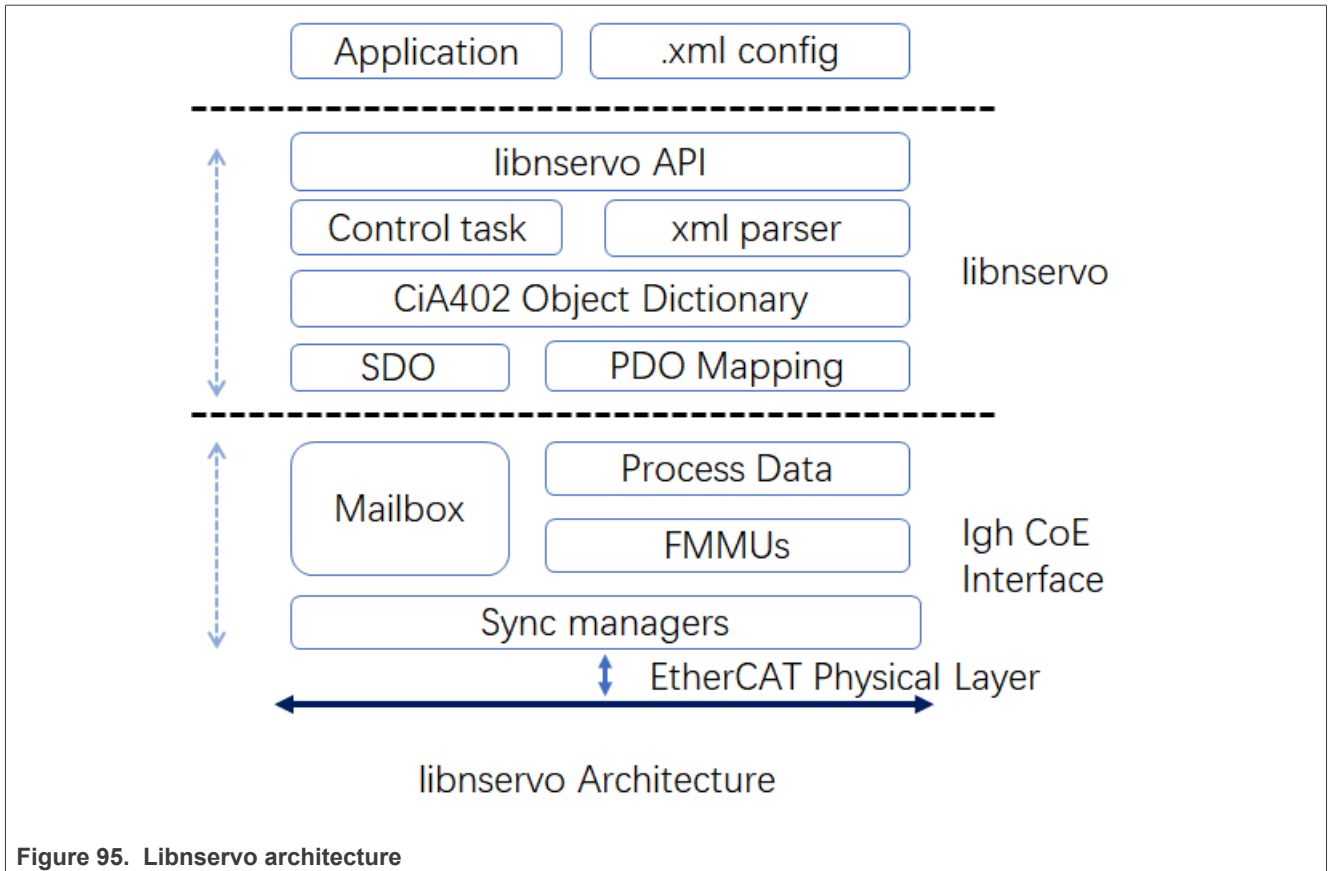 Application
.xml config
libnservo API
Control task
xml parser
libnservo
CiA402 Object Dictionary
SDO
PDO Mapping
Mailbox
Process Data
FMMUs
Igh CoE
Interface
Sync managers
EtherCAT Physical Layer
libnservo Architecture
Figure 95. Libnservo architecture